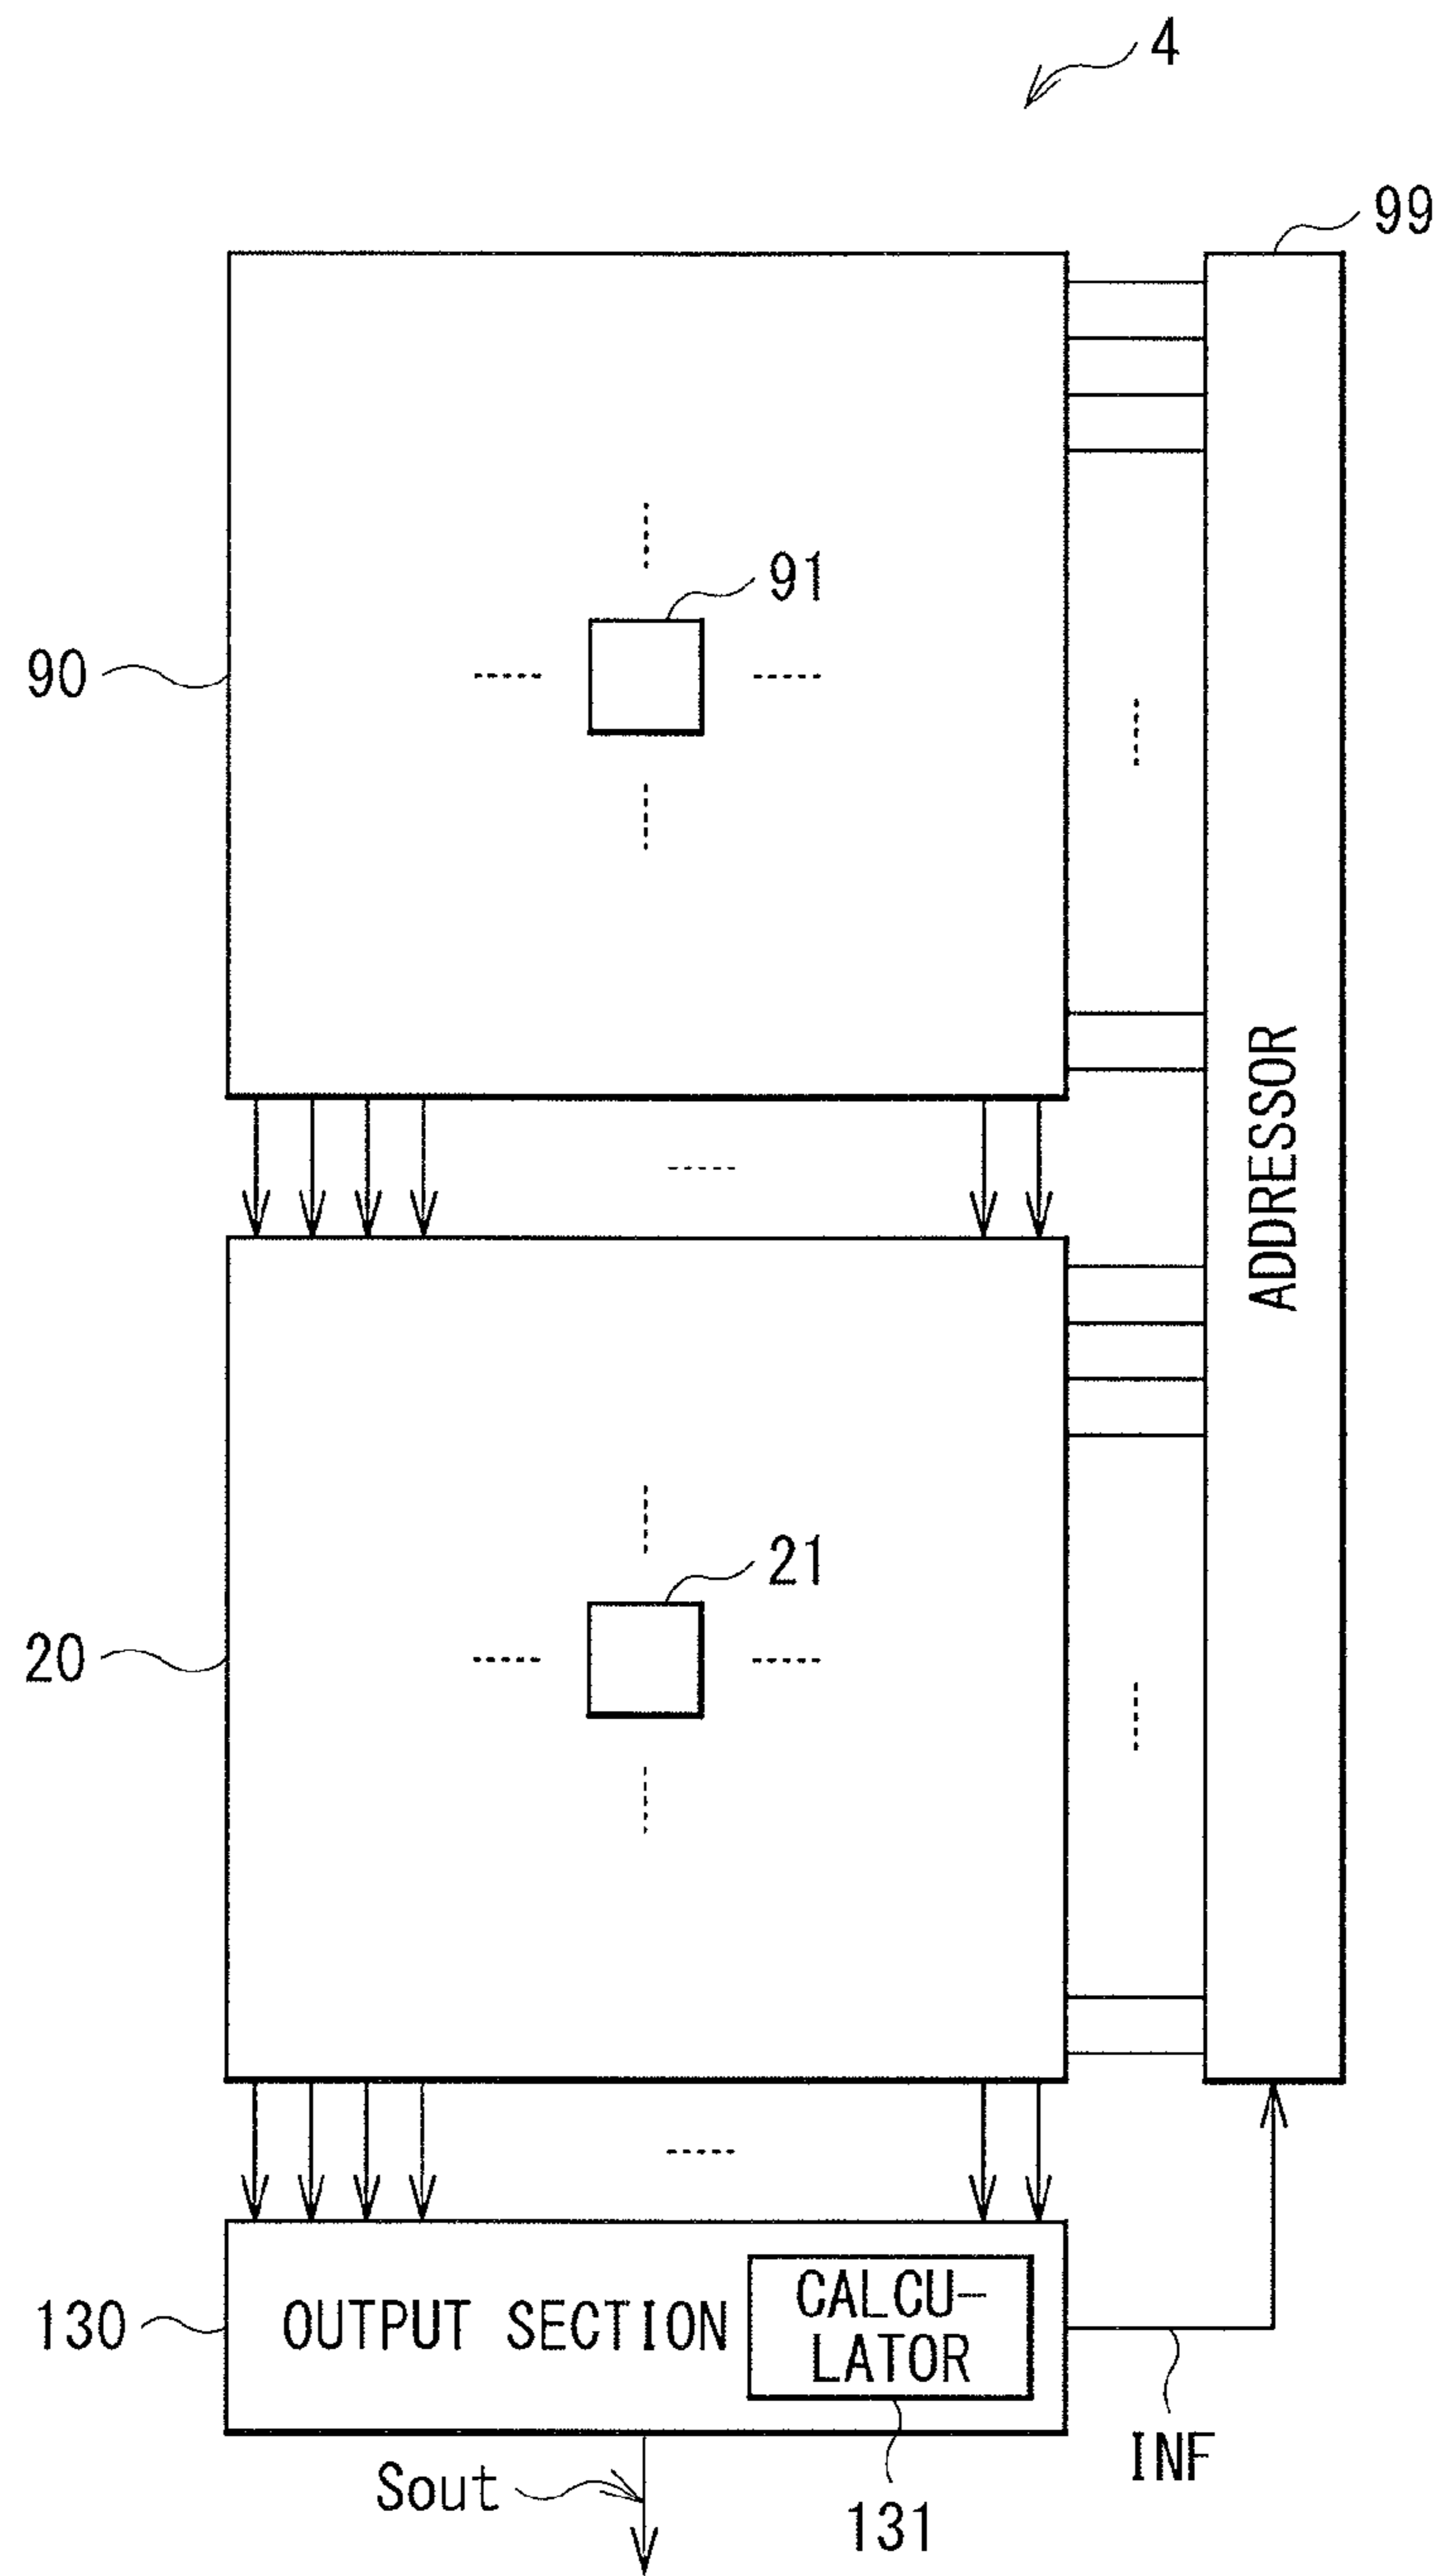 4
99
91
90
ADDRESSOR
21
20
130
OUTPUT SECTION
CALCU-
LATOR
Sout
131
INF